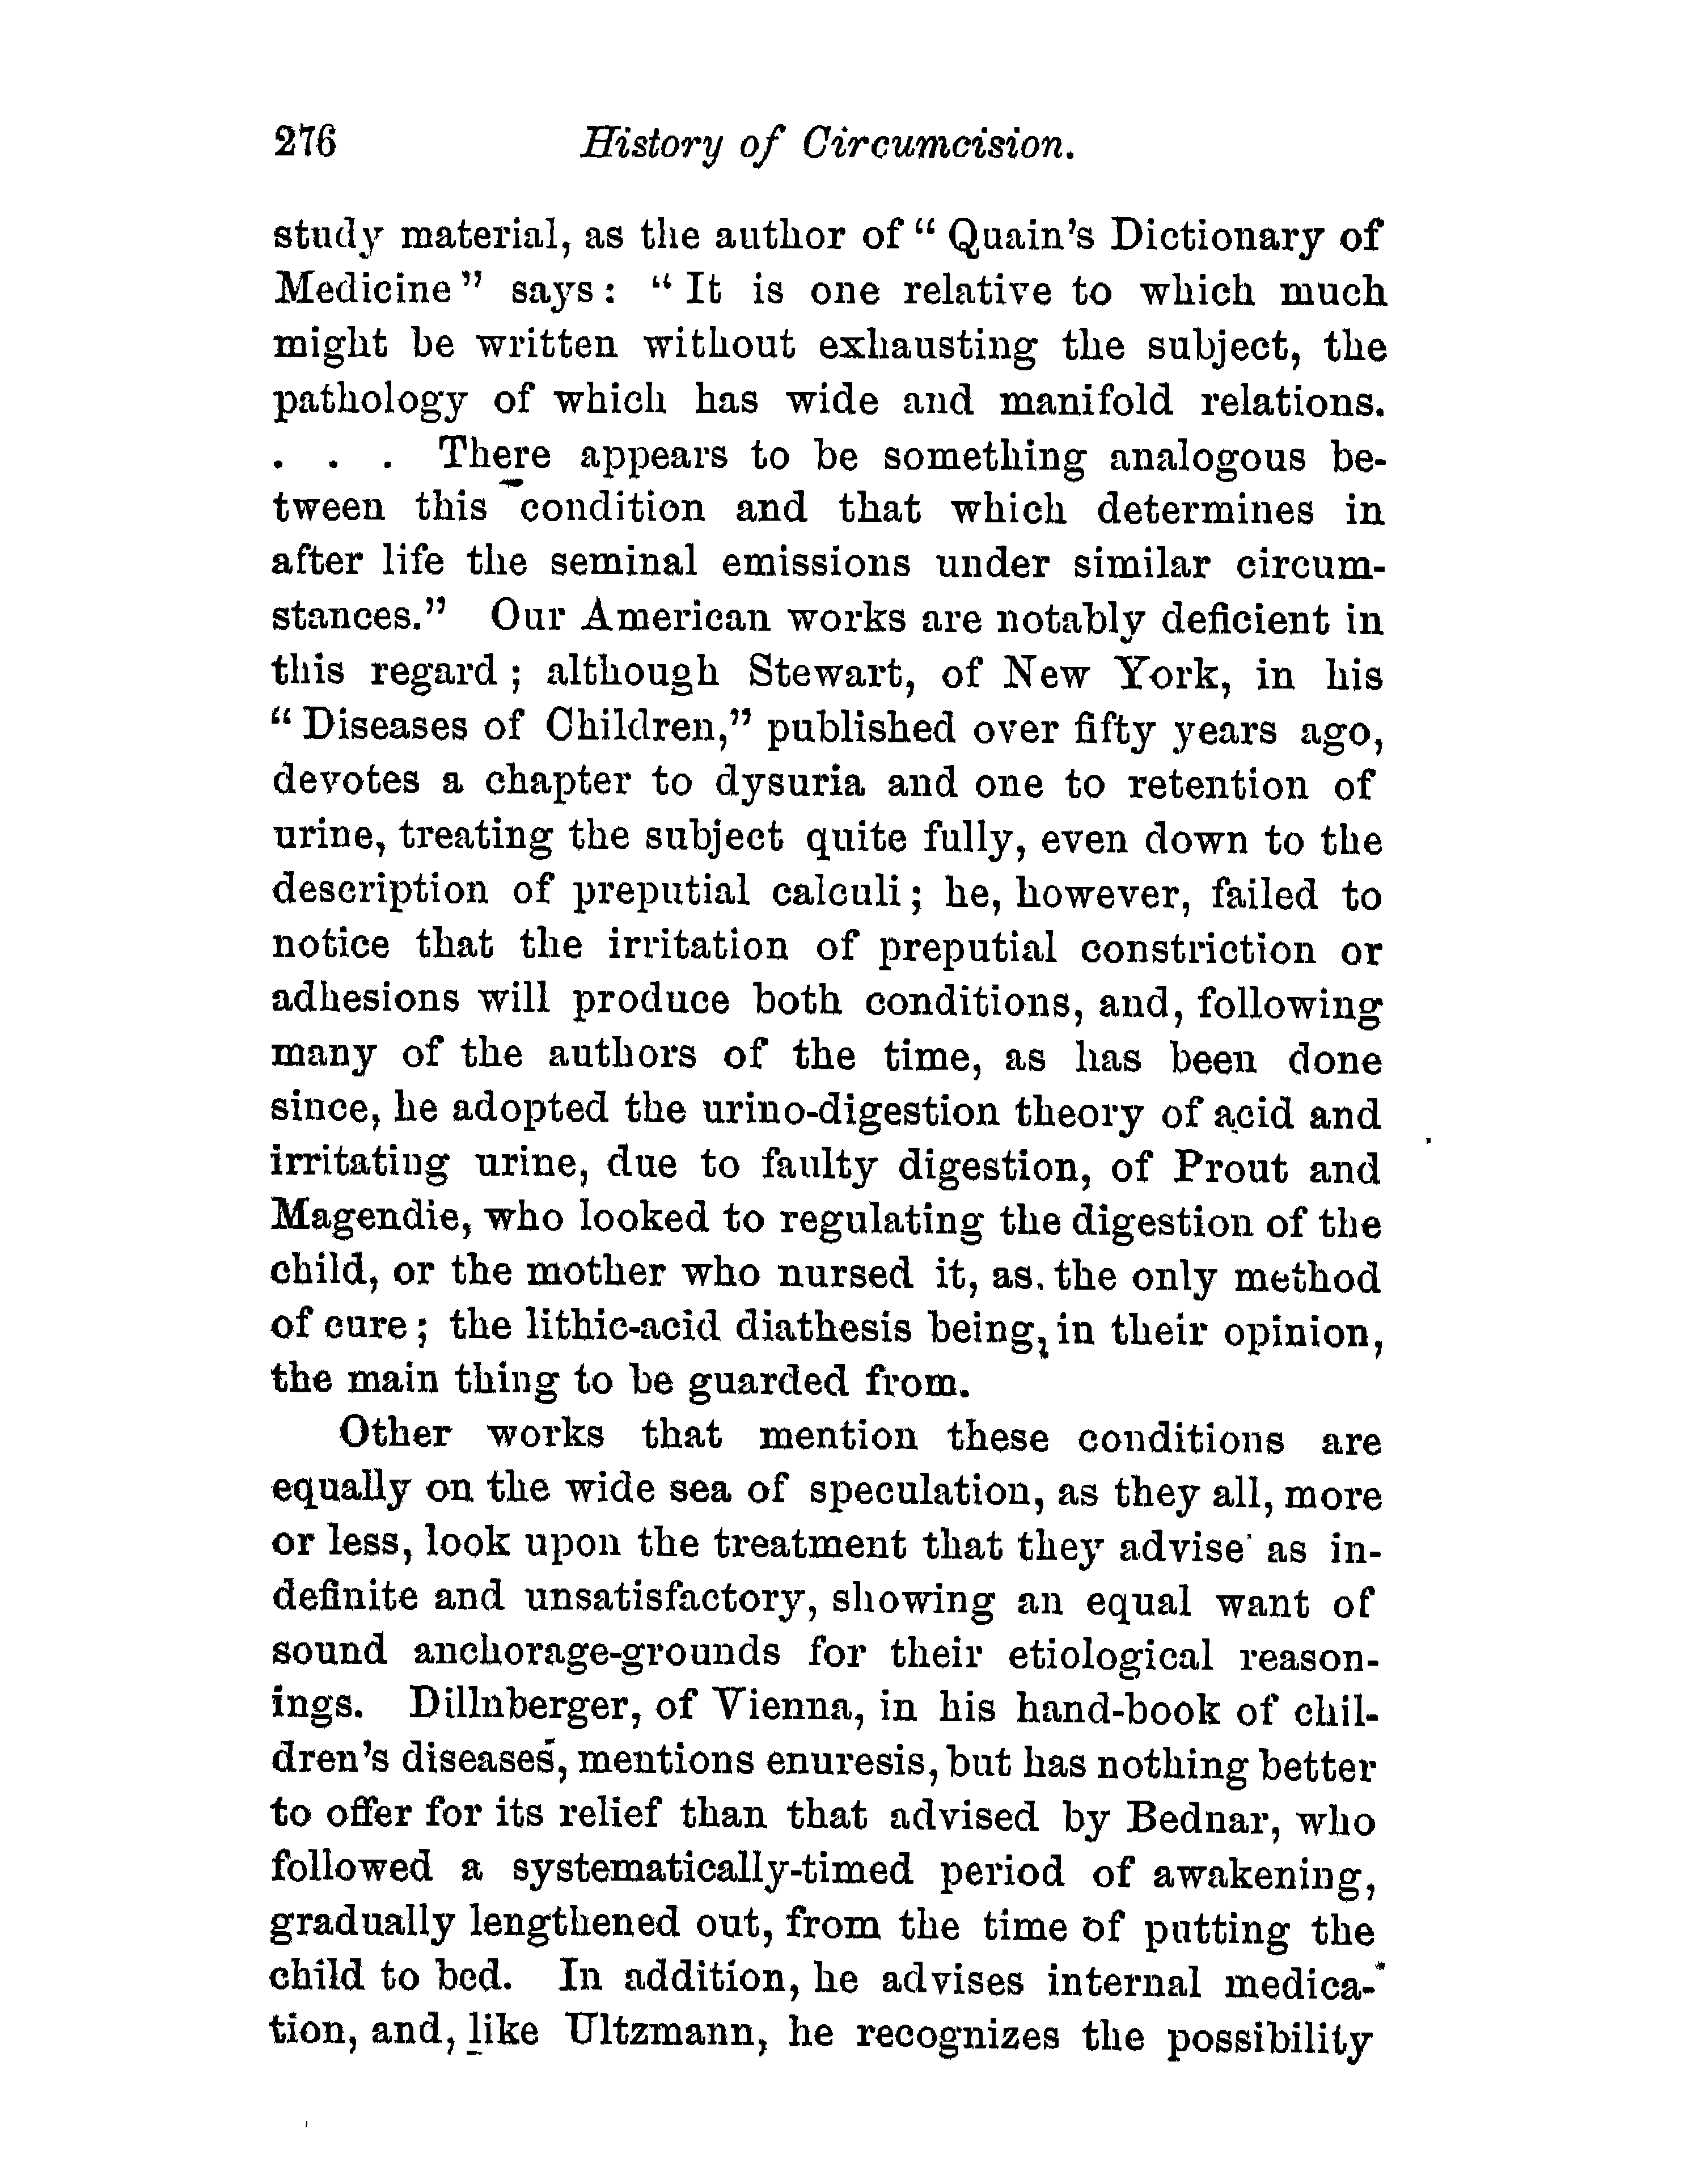 276 History of Circumcision.
study material, as the author of “ Quain’s Dictionary of
Medicine ” says : “ It is one relative to which much
might be written without exhausting the subject, the
pathology of which has wide and manifold relations.
. . . There appears to be something analogous be-
tween this condition and that which determines in
after life the seminal emissions under similar circum-
stances.” Our American works are notably deficient in
this regard ; although Stewart, of New York, in his
“ Diseases of Children,” published over fifty years ago,
devotes a chapter to dysuria and one to retention of
urine, treating the subject quite fully, even down to the
description of preputial calculi ; he, however, failed to
notice that the irritation of preputial constriction or
adhesions will produce both conditions, and, following
many of the authors of the time, as has been done
since, he adopted the urino-digestion theory of acid and
irritating urine, due to faulty digestion, of Prout and
Magendie, who looked to regulating the digestion of the
child, or the mother who nursed it, as the only method
of cure ; the lithic-acid diathesis being, in their opinion,
the main thing to be guarded from.
Other works that mention these conditions are
equally on the wide sea of speculation, as they all, more
or less, look upon the treatment that they advise as in-
definite and unsatisfactory, showing an equal want of
sound anchorage-grounds for their etiological reason-
ings. Dillnberger, of Vienna, in his hand-book of chil-
dren’s diseases, mentions enuresis, but has nothing better
to offer for its relief than that advised by Bednar, who
followed a systematically-timed period of awakening,
gradually lengthened out, from the time of putting the
child to bed. In addition, he advises internal medica-
tion, and, like Ultzmann, he recognizes the possibility